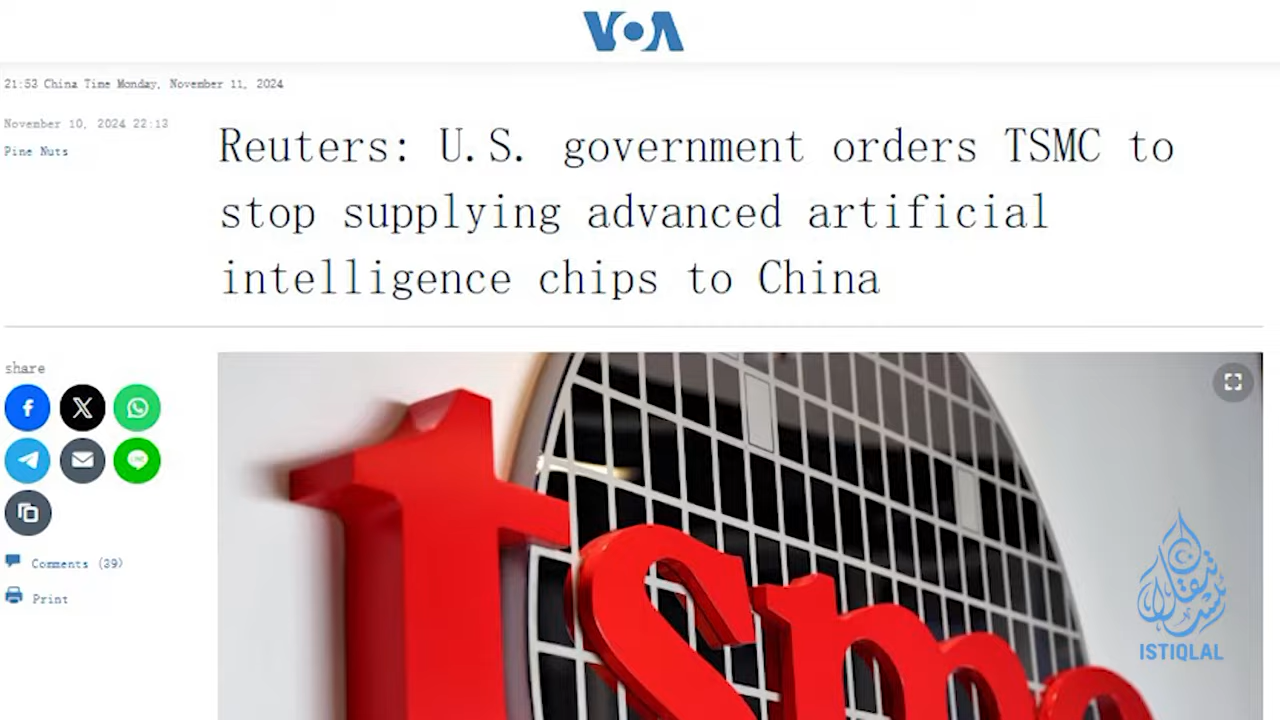 VOA
21:53 China Time Monday, November 11, 2024
November 10, 2024 22:13
Pine Nuts
Reuters: U.S. government orders TSMC to
stop supplying advanced artificial
intelligence chips to China
share
Comments (39)
Print
tsmc
استقلال
ISTIQLAL